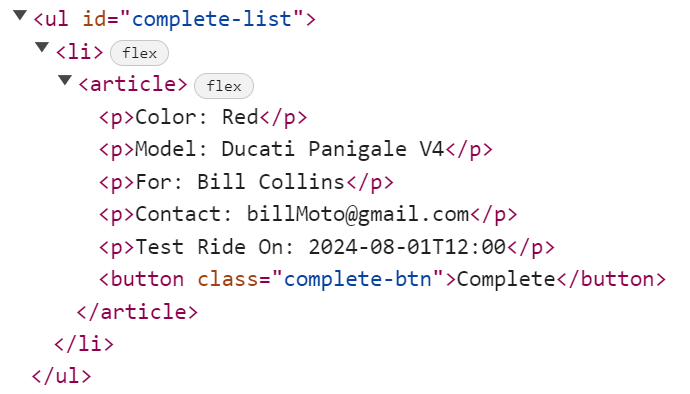 ▼<ul id="complete-list">
▼<li> flex
▼<article> flex
<p>Color: Red</p>
<p>Model: Ducati Panigale V4</p>
<p>For: Bill Collins</p>
<p>Contact: billMoto@gmail.com</p>
<p>Test Ride On: 2024-08-01T12:00</p>
<button class="complete-btn">Complete</button>
</article>
</li>
</ul>